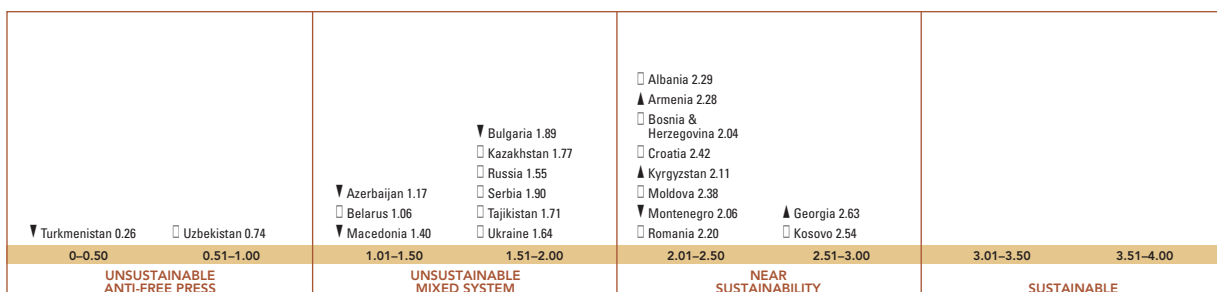 Albania 2.29
▲ Armenia 2.28
Bosnia &
Herzegovina 2.04
▼ Bulgaria 1.89
Kazakhstan 1.77
Croatia 2.42
Russia 1.55
▲ Kyrgyzstan 2.11
▼ Azerbaijan 1.17
Serbia 1.90
Moldova 2.38
Belarus 1.06
Tajikistan 1.71
▼ Montenegro 2.06
▲ Georgia 2.63
▼ Turkmenistan 0.26
Uzbekistan 0.74
▼ Macedonia 1.40
Ukraine 1.64
Romania 2.20
Kosovo 2.54
0–0.50
0.51–1.00
1.01–1.50
1.51–2.00
2.01–2.50
2.51–3.00
3.01–3.50
3.51–4.00
UNSUSTAINABLE
ANTI-FREE PRESS
UNSUSTAINABLE
MIXED SYSTEM
NEAR
SUSTAINABILITY
SUSTAINABLE